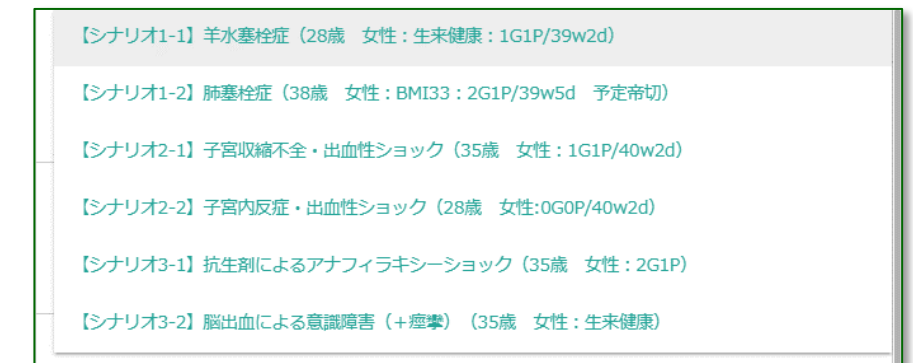 【シナリオ1-1】羊水塞栓症（28歳　女性：生来健康：1G1P/39w2d）
【シナリオ1-2】肺塞栓症（38歳　女性：BMI33：2G1P/39w5d　予定帝切）
【シナリオ2-1】子宮収縮不全・出血性ショック（35歳　女性：1G1P/40w2d）
【シナリオ2-2】子宮内反症・出血性ショック（28歳　女性:0G0P/40w2d）
【シナリオ3-1】抗生剤によるアナフィラキシーショック（35歳　女性：2G1P）
【シナリオ3-2】脳出血による意識障害（+痙攣）（35歳　女性：生来健康）